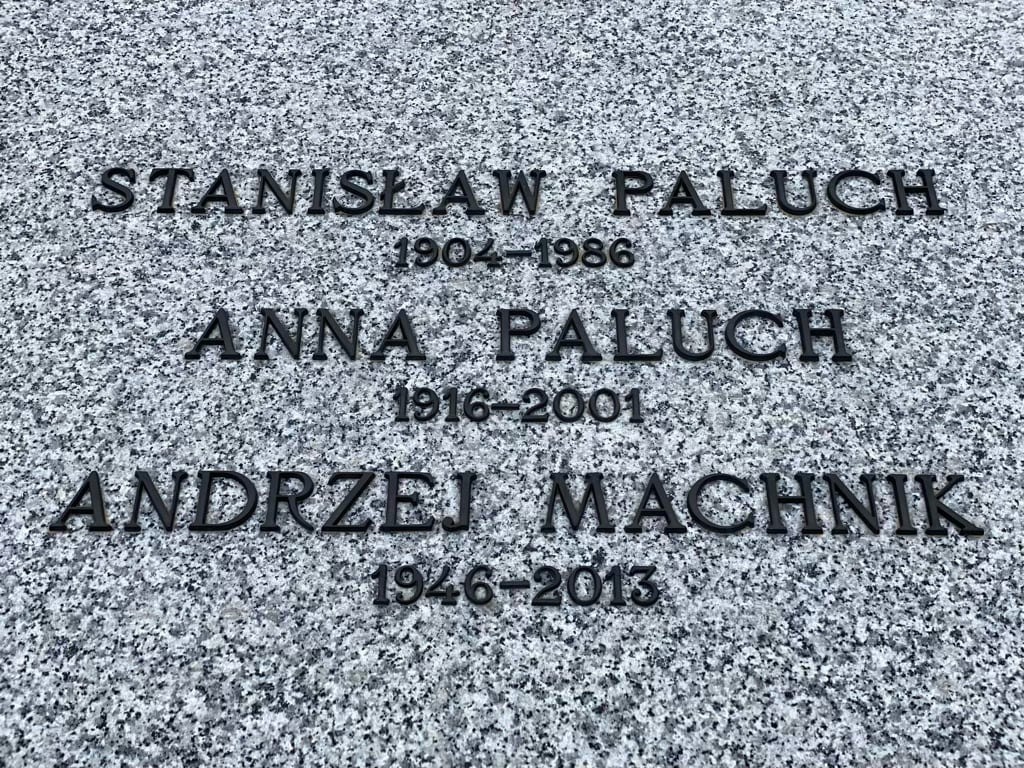 STANISŁAW PALUCH
1904-1986
ANNA PALUCH
1916-2001
ANDRZEJ MACHNIK
1946-2013